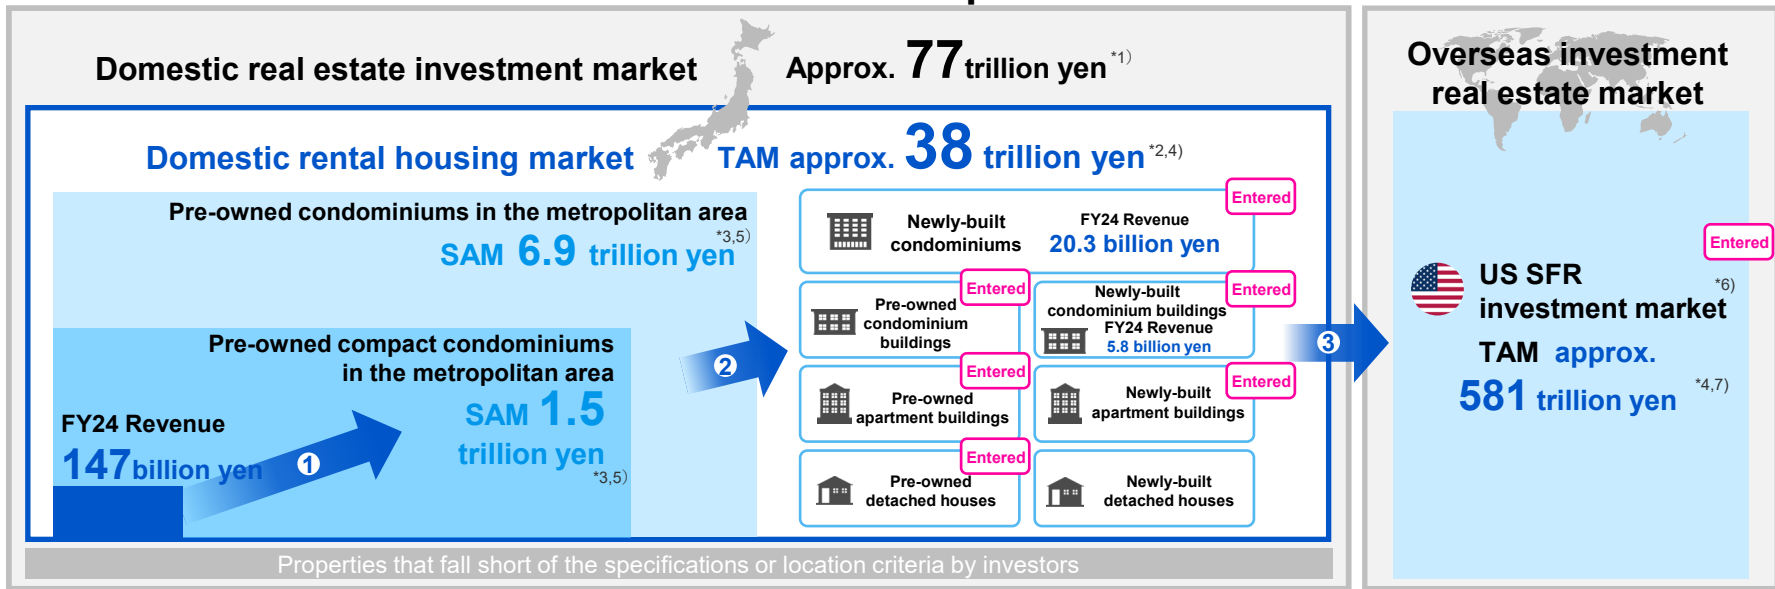 Domestic real estate investment market
Approx. 77 trillion yen *1)
Domestic rental housing market
TAM approx. 38 trillion yen *2,4)
Pre-owned condominiums in the metropolitan area
SAM 6.9 trillion yen *3,5)
Pre-owned compact condominiums
in the metropolitan area
SAM 1.5
trillion yen
*3,5)
FY24 Revenue
147 billion yen
1
2
Entered
Newly-built
condominiums
FY24 Revenue
20.3 billion yen
Entered
Pre-owned
condominium
buildings
Entered
Newly-built
condominium buildings
FY24 Revenue
5.8 billion yen
Entered
Pre-owned
apartment buildings
Entered
Newly-built
apartment buildings
Entered
Pre-owned
detached houses
Newly-built
detached houses
3
Properties that fall short of the specifications or location criteria by investors
Overseas investment
real estate market
Entered
US SFR
investment market
*6)
TAM approx.
581 trillion yen *4,7)